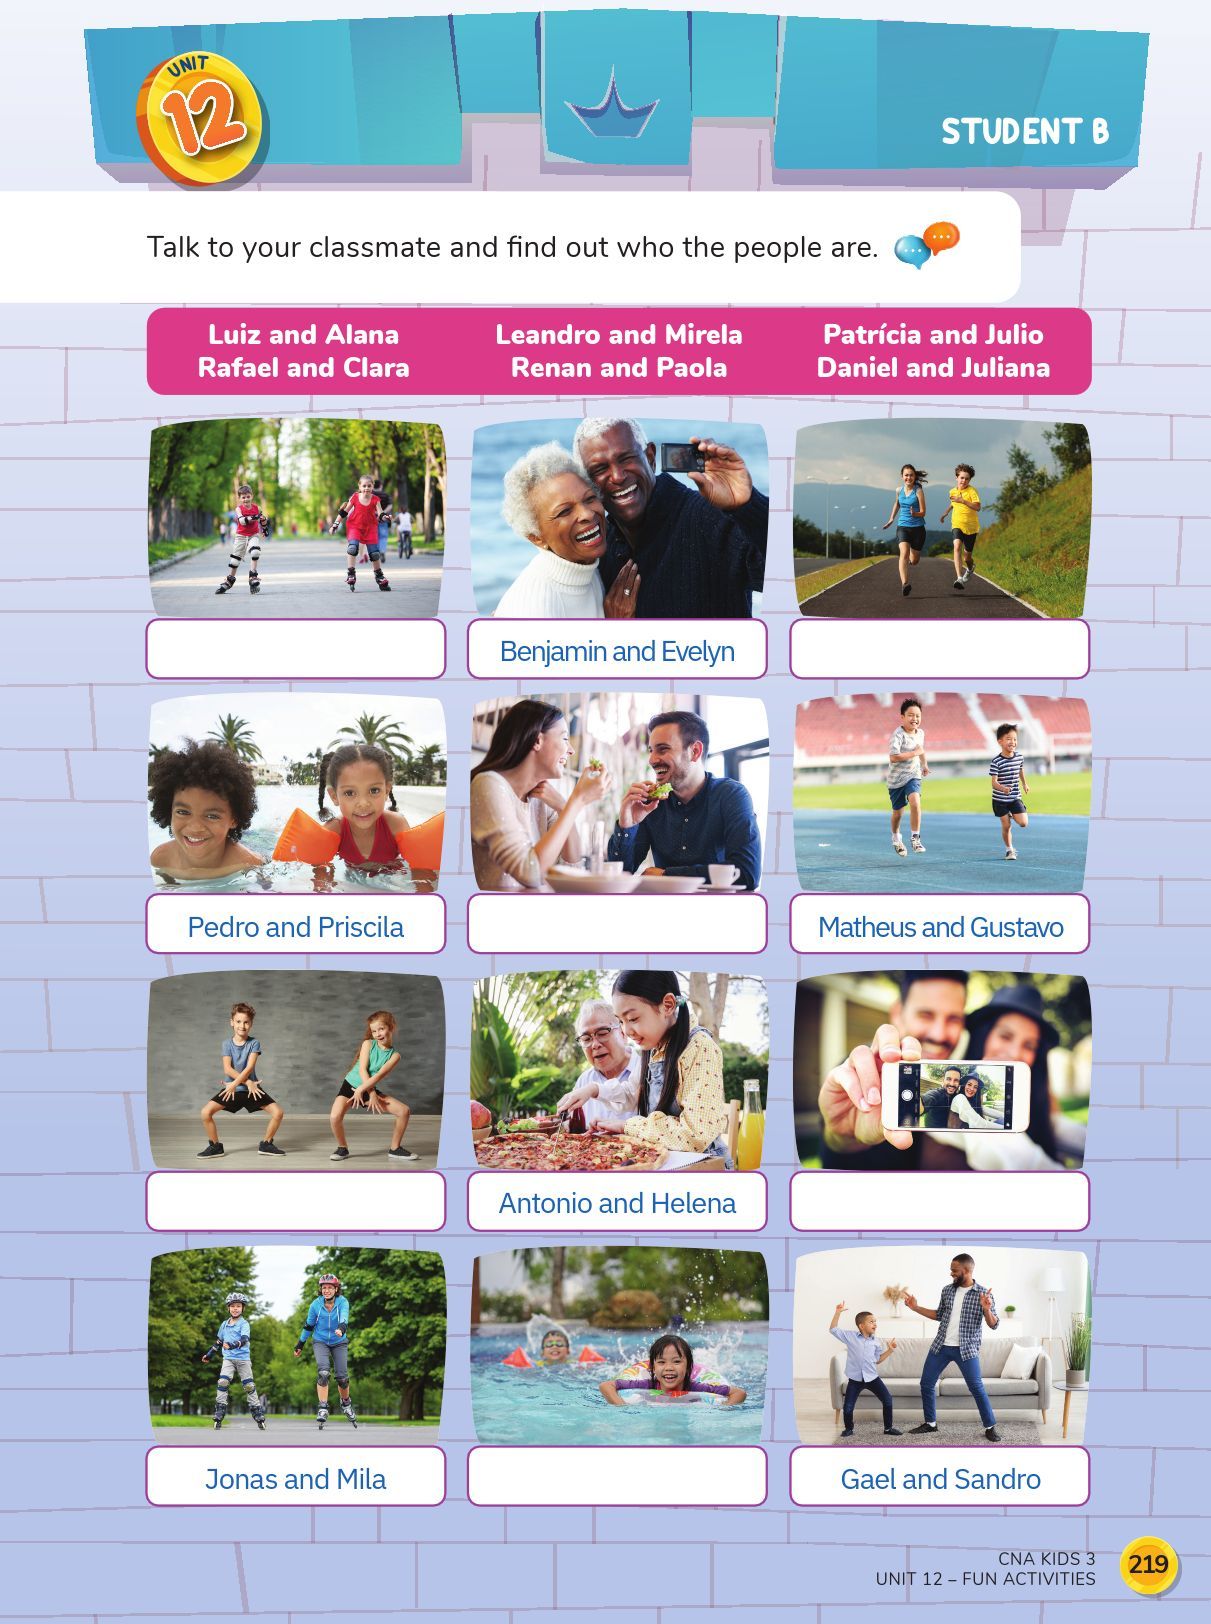 UNIT
12
STUDENT B
Talk to your classmate and find out who the people are.
Luiz and Alana
Rafael and Clara
Leandro and Mirela
Renan and Paola
Patrícia and Julio
Daniel and Juliana
Benjamin and Evelyn
Pedro and Priscila
Matheus and Gustavo
Antonio and Helena
Jonas and Mila
Gael and Sandro
CNA KIDS 3
UNIT 12 – FUN ACTIVITIES
219